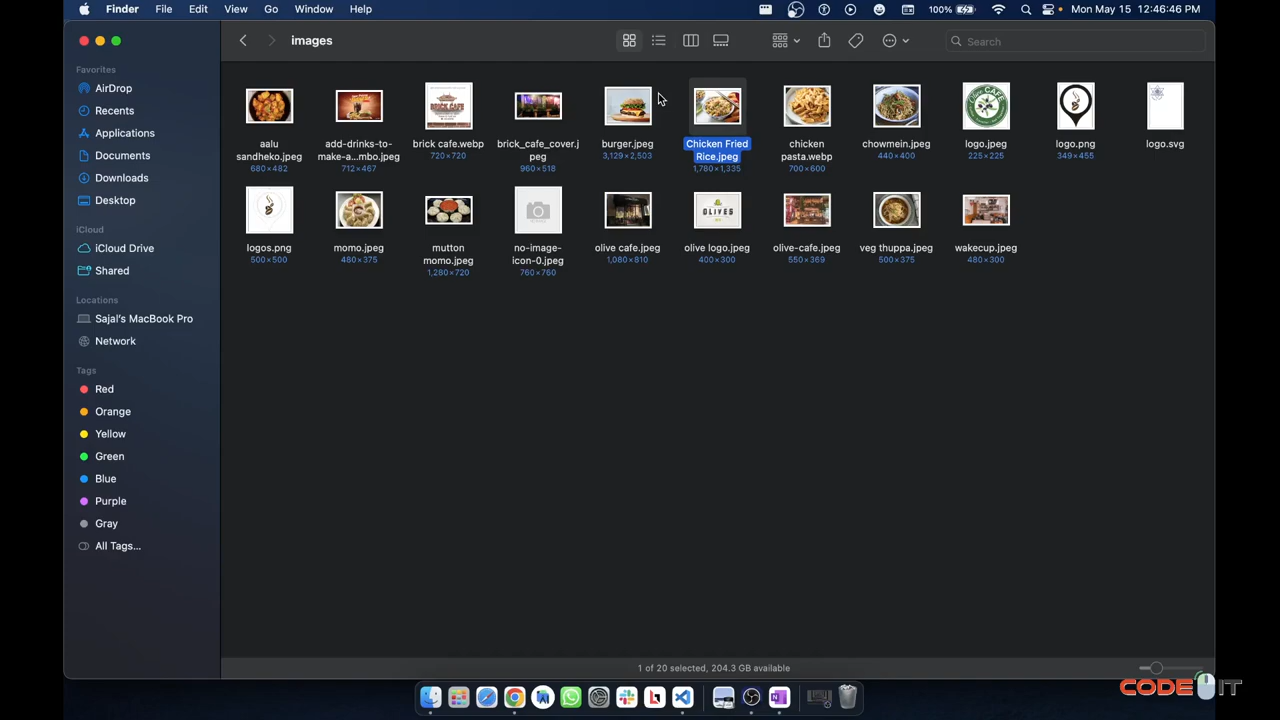 Finder File Edit View Go Window Help 100% Mon May 15 12:46:46 AM
images
Search
Favorites
AirDrop
Recents
Applications
Documents
Downloads
Desktop
iCloud
iCloud Drive
Shared
Locations
Sajal's MacBook Pro
Network
Tags
Red
Orange
Yellow
Green
Blue
Purple
Gray
All Tags...
aalu
sandheko.jpeg
680×482
add-drinks-to-
make-a...mbo.jpeg
712×467
BRICK CAFE
brick cafe.webp
720×720
brick_cafe_cover.j
peg
960×518
burger.jpeg
3,129×2,503
Chicken Fried
Rice.jpeg
1,780×1,335
chicken
pasta.webp
700×600
chowmein.jpeg
440×400
logo.jpeg
225×225
logo.png
349×455
logo.svg
logos.png
500×500
momo.jpeg
480×375
mutton
momo.jpeg
1,280×720
no-image-
icon-0.jpeg
760×760
olive cafe.jpeg
1,080×810
OLIVES
olive logo.jpeg
400×300
olive-cafe.jpeg
550×369
veg thuppa.jpeg
500×375
wakecup.jpeg
480×300
1 of 20 selected, 204.3 GB available
CODE IT